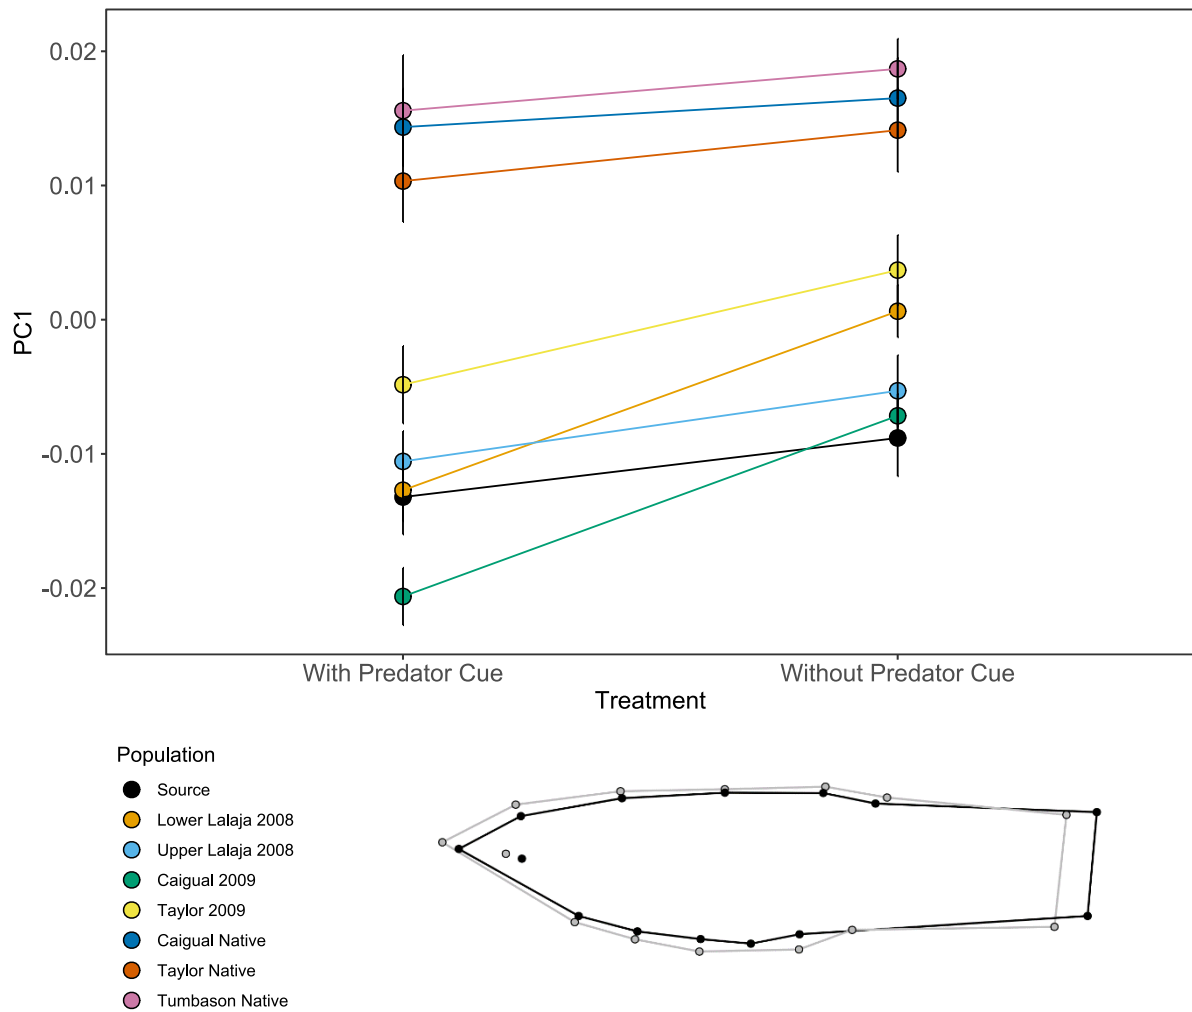 0.02
0.01
0.00
-0.01
-0.02
PC1
With Predator Cue
Without Predator Cue
Treatment
Population
Source
Lower Lalaja 2008
Upper Lalaja 2008
Caigual 2009
Taylor 2009
Caigual Native
Taylor Native
Tumbason Native